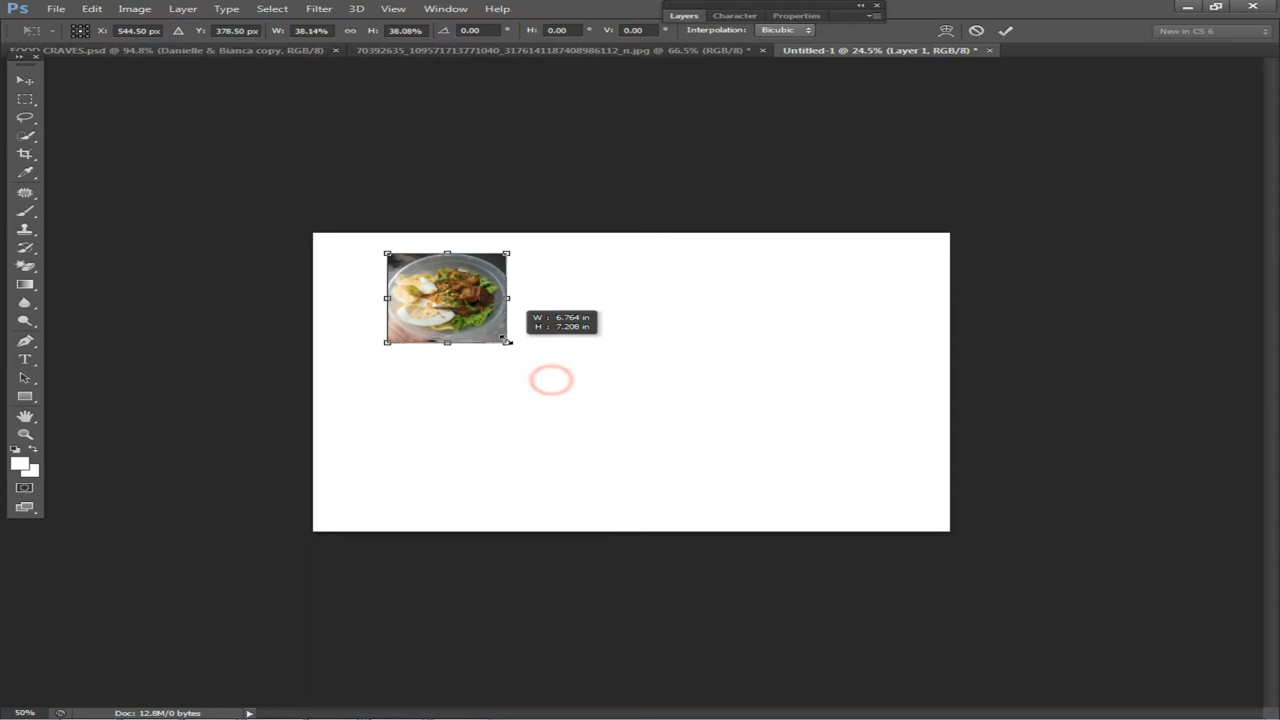 Ps File Edit Image Layer Type Select Filter 3D View Window Help
Layers Character Properties
X: 544.50 px Y: 378.50 px W: 38.14% H: 38.08% 0.00 ° H: 0.00 ° V: 0.00 ° Interpolation: Bicubic New in CS 6
FOOD CRAVES.psd @ 94.8% (Danielle & Bianca copy, RGB/8) × 70392635_109571713771040_3176141187408986112_n.jpg @ 66.5% (RGB/8) * × Untitled-1 @ 24.5% (Layer 1, RGB/8) * ×
W : 6.764 in
H : 7.208 in
T
50% Doc: 12.8M/0 bytes